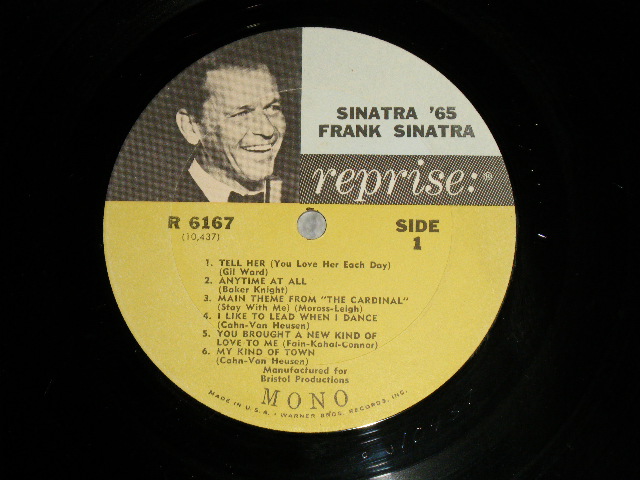 SINATRA '65
FRANK SINATRA
reprise:®
R 6167
(10,437)
SIDE
1
1. TELL HER (You Love Her Each Day)
(Gil Ward)
2. ANYTIME AT ALL
(Baker Knight)
3. MAIN THEME FROM "THE CARDINAL"
(Stay With Me) (Moross-Leigh)
4. I LIKE TO LEAD WHEN I DANCE
(Cahn-Van Heusen)
5. YOU BROUGHT A NEW KIND OF
LOVE TO ME (Fain-Kahal-Connor)
6. MY KIND OF TOWN
(Cahn-Van Heusen)
Manufactured for
Bristol Productions
MONO
MADE IN U.S.A. • WARNER BROS. RECORDS, INC.